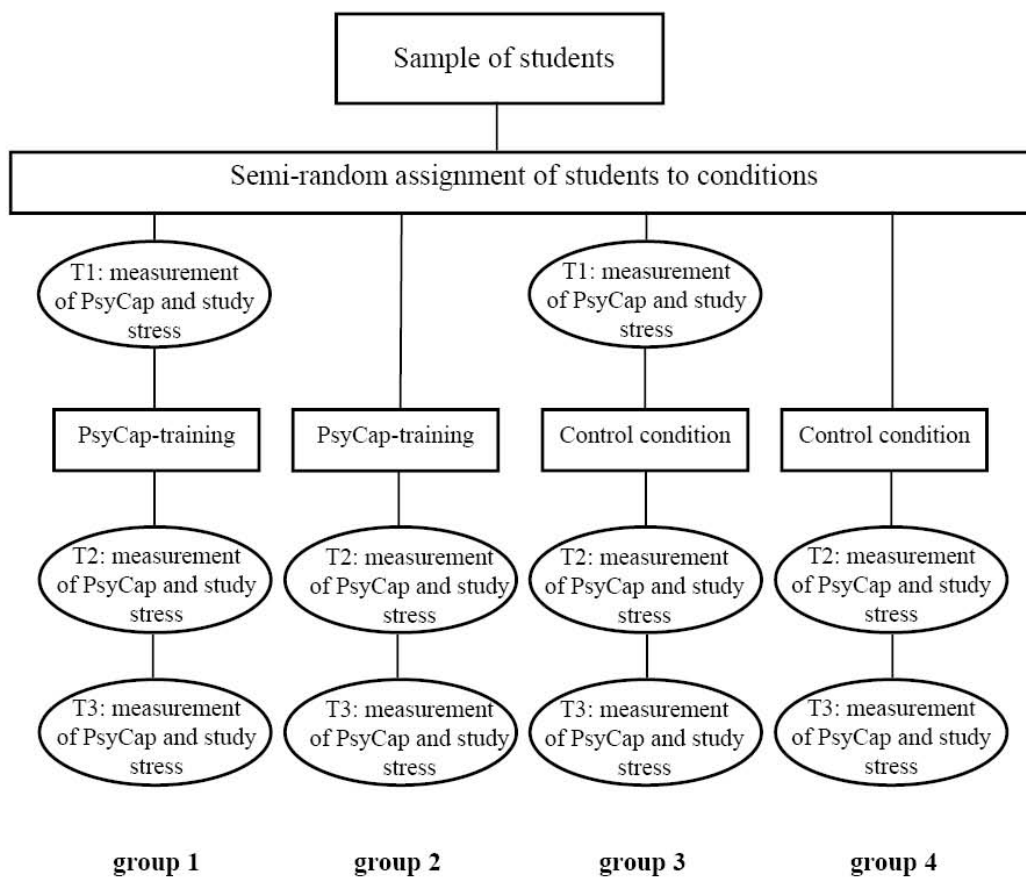 Sample of students
Semi-random assignment of students to conditions
T1: measurement
of PsyCap and study
stress
T1: measurement
of PsyCap and study
stress
PsyCap-training
PsyCap-training
Control condition
Control condition
T2: measurement
of PsyCap and study
stress
T2: measurement
of PsyCap and study
stress
T2: measurement
of PsyCap and study
stress
T2: measurement
of PsyCap and study
stress
T3: measurement
of PsyCap and study
stress
T3: measurement
of PsyCap and study
stress
T3: measurement
of PsyCap and study
stress
T3: measurement
of PsyCap and study
stress
group 1
group 2
group 3
group 4